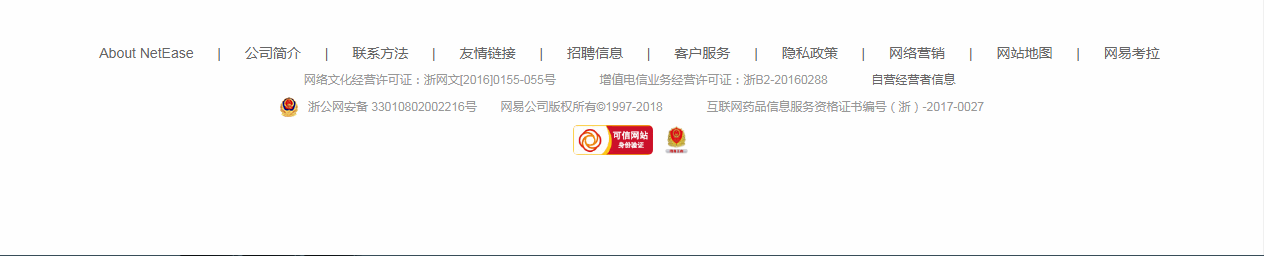 About NetEase | 公司简介 | 联系方法 | 友情链接 | 招聘信息 | 客户服务 | 隐私政策 | 网络营销 | 网站地图 | 网易考拉
网络文化经营许可证：浙网文[2016]0155-055号 增值电信业务经营许可证：浙B2-20160288 自营经营者信息
浙公网安备 33010802002216号 网易公司版权所有©1997-2018 互联网药品信息服务资格证书编号（浙）-2017-0027
可信网站
身份验证